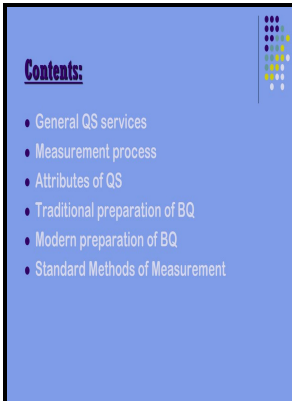 Contents:
General QS services
Measurement process
Attributes of QS
Traditional preparation of BQ
Modern preparation of BQ
Standard Methods of Measurement